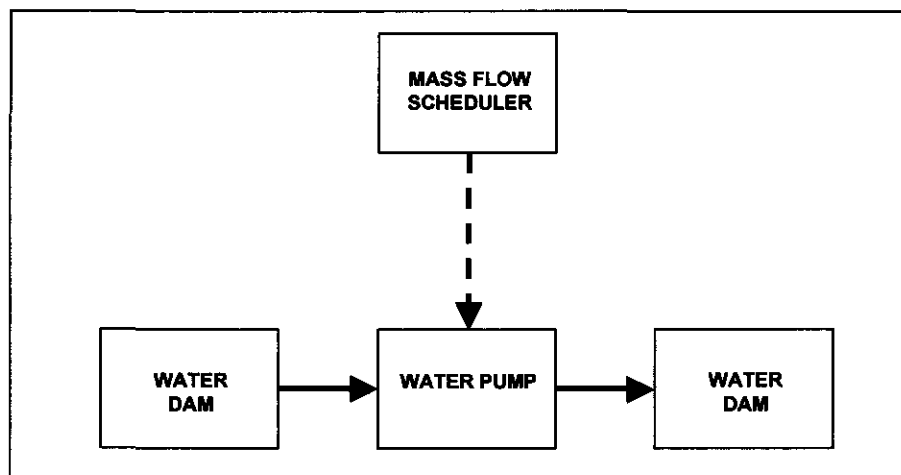 MASS FLOW
SCHEDULER
WATER
DAM
WATER PUMP
WATER
DAM